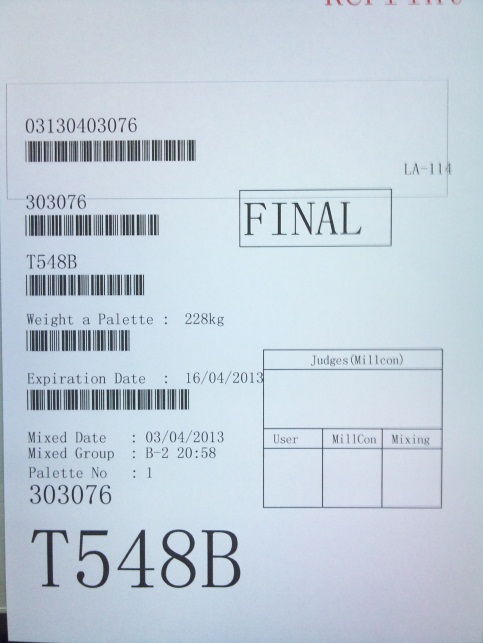 RePrint
03130403076
LA-114
303076
FINAL
T548B
Weight a Palette : 228kg
Expiration Date : 16/04/2013
Judges(Millcon)
User MillCon Mixing
Mixed Date : 03/04/2013
Mixed Group : B-2 20:58
Palette No : 1
303076
T548B